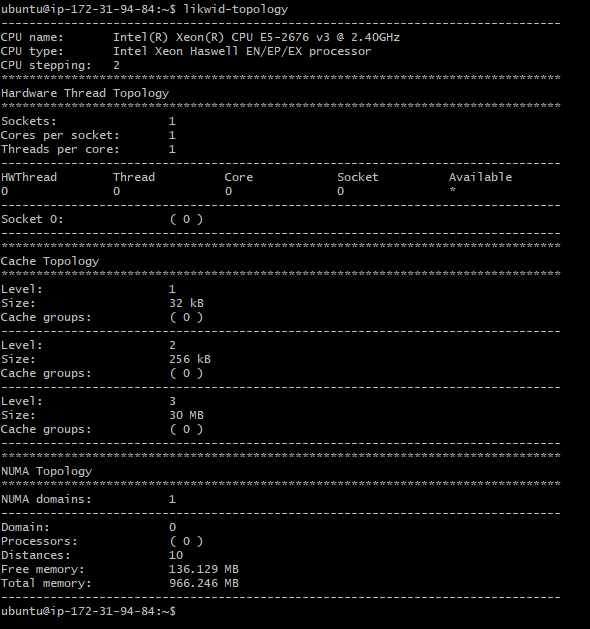 ubuntu@ip-172-31-94-84:~$ likwid-topology
--------------------------------------------------------------------------------
CPU name:       Intel(R) Xeon(R) CPU E5-2676 v3 @ 2.40GHz
CPU type:       Intel Xeon Haswell EN/EP/EX processor
CPU stepping:   2
********************************************************************************
Hardware Thread Topology
********************************************************************************
Sockets:                1
Cores per socket:       1
Threads per core:       1
--------------------------------------------------------------------------------
HWThread        Thread          Core            Socket          Available
0               0               0               0               *
--------------------------------------------------------------------------------
Socket 0:               ( 0 )
--------------------------------------------------------------------------------
********************************************************************************
Cache Topology
********************************************************************************
Level:                  1
Size:                   32 kB
Cache groups:           ( 0 )
--------------------------------------------------------------------------------
Level:                  2
Size:                   256 kB
Cache groups:           ( 0 )
--------------------------------------------------------------------------------
Level:                  3
Size:                   30 MB
Cache groups:           ( 0 )
--------------------------------------------------------------------------------
********************************************************************************
NUMA Topology
********************************************************************************
NUMA domains:           1
--------------------------------------------------------------------------------
Domain:                 0
Processors:             ( 0 )
Distances:              10
Free memory:            136.129 MB
Total memory:           966.246 MB
--------------------------------------------------------------------------------
ubuntu@ip-172-31-94-84:~$